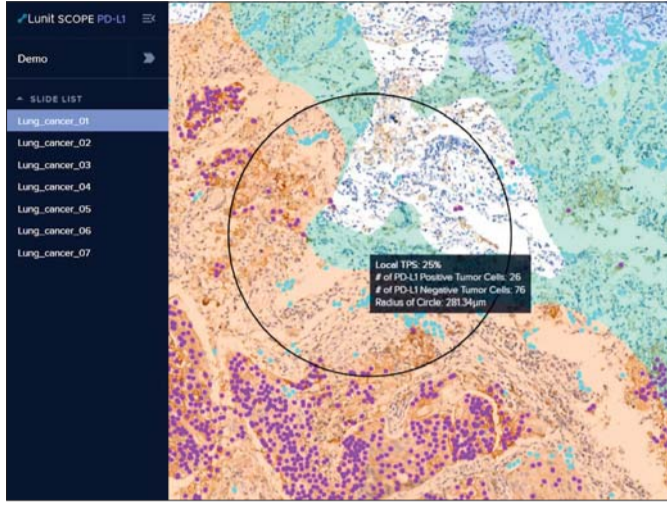 Lunit SCOPE PD-L1
Demo
SLIDE LIST
Lung_cancer_01
Lung_cancer_02
Lung_cancer_03
Lung_cancer_04
Lung_cancer_05
Lung_cancer_06
Lung_cancer_07
Local TPS: 25%
# of PD-L1 Positive Tumor Cells: 26
# of PD-L1 Negative Tumor Cells: 76
Radius of Circle: 281.34μm